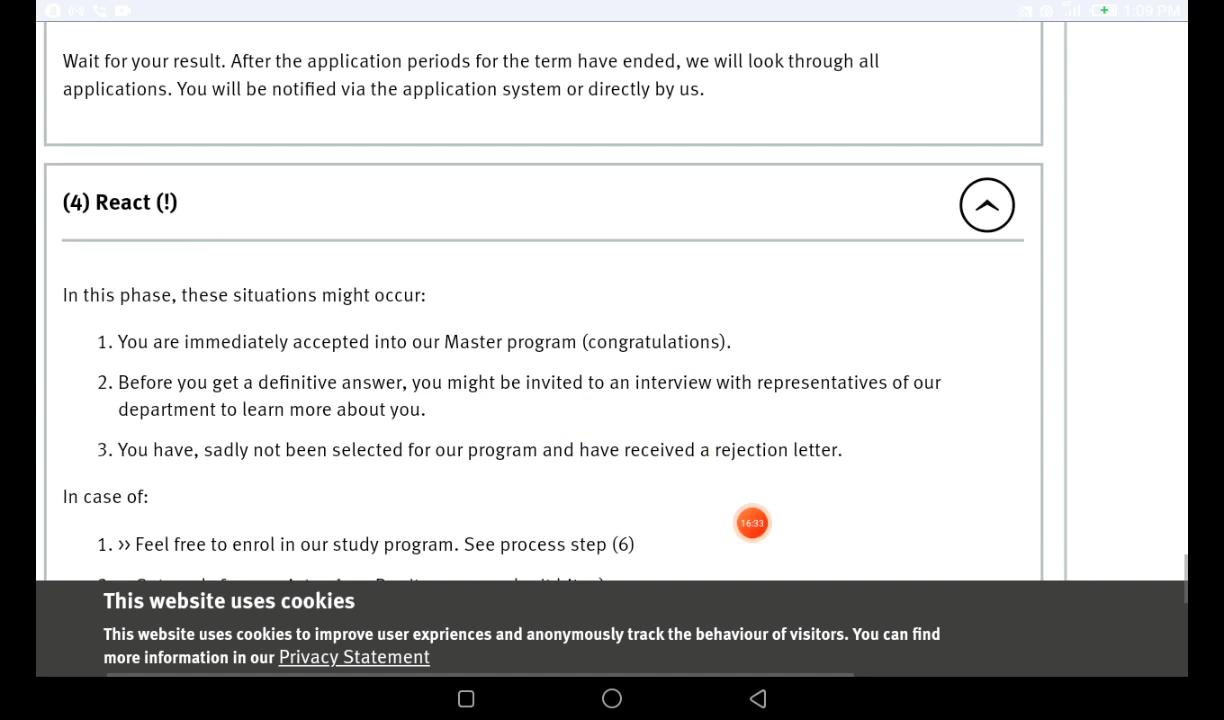 1:09 PM
Wait for your result. After the application periods for the term have ended, we will look through all
applications. You will be notified via the application system or directly by us.
(4) React (!)
In this phase, these situations might occur:
1. You are immediately accepted into our Master program (congratulations).
2. Before you get a definitive answer, you might be invited to an interview with representatives of our
department to learn more about you.
3. You have, sadly not been selected for our program and have received a rejection letter.
In case of:
16:33
1. ›› Feel free to enrol in our study program. See process step (6)
This website uses cookies
This website uses cookies to improve user expriences and anonymously track the behaviour of visitors. You can find
more information in our Privacy Statement